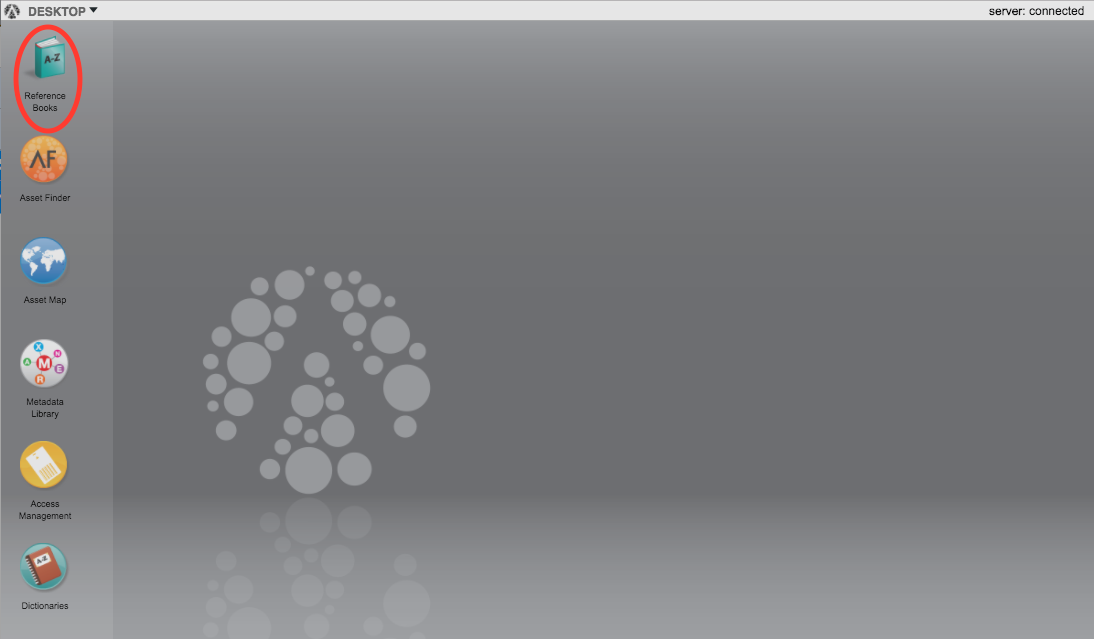 DESKTOP
server: connected
A-Z
Reference
Books
AF
Asset Finder
Asset Map
X
N
A
M
E
R
Metadata
Library
Access
Management
A-Z
Dictionaries